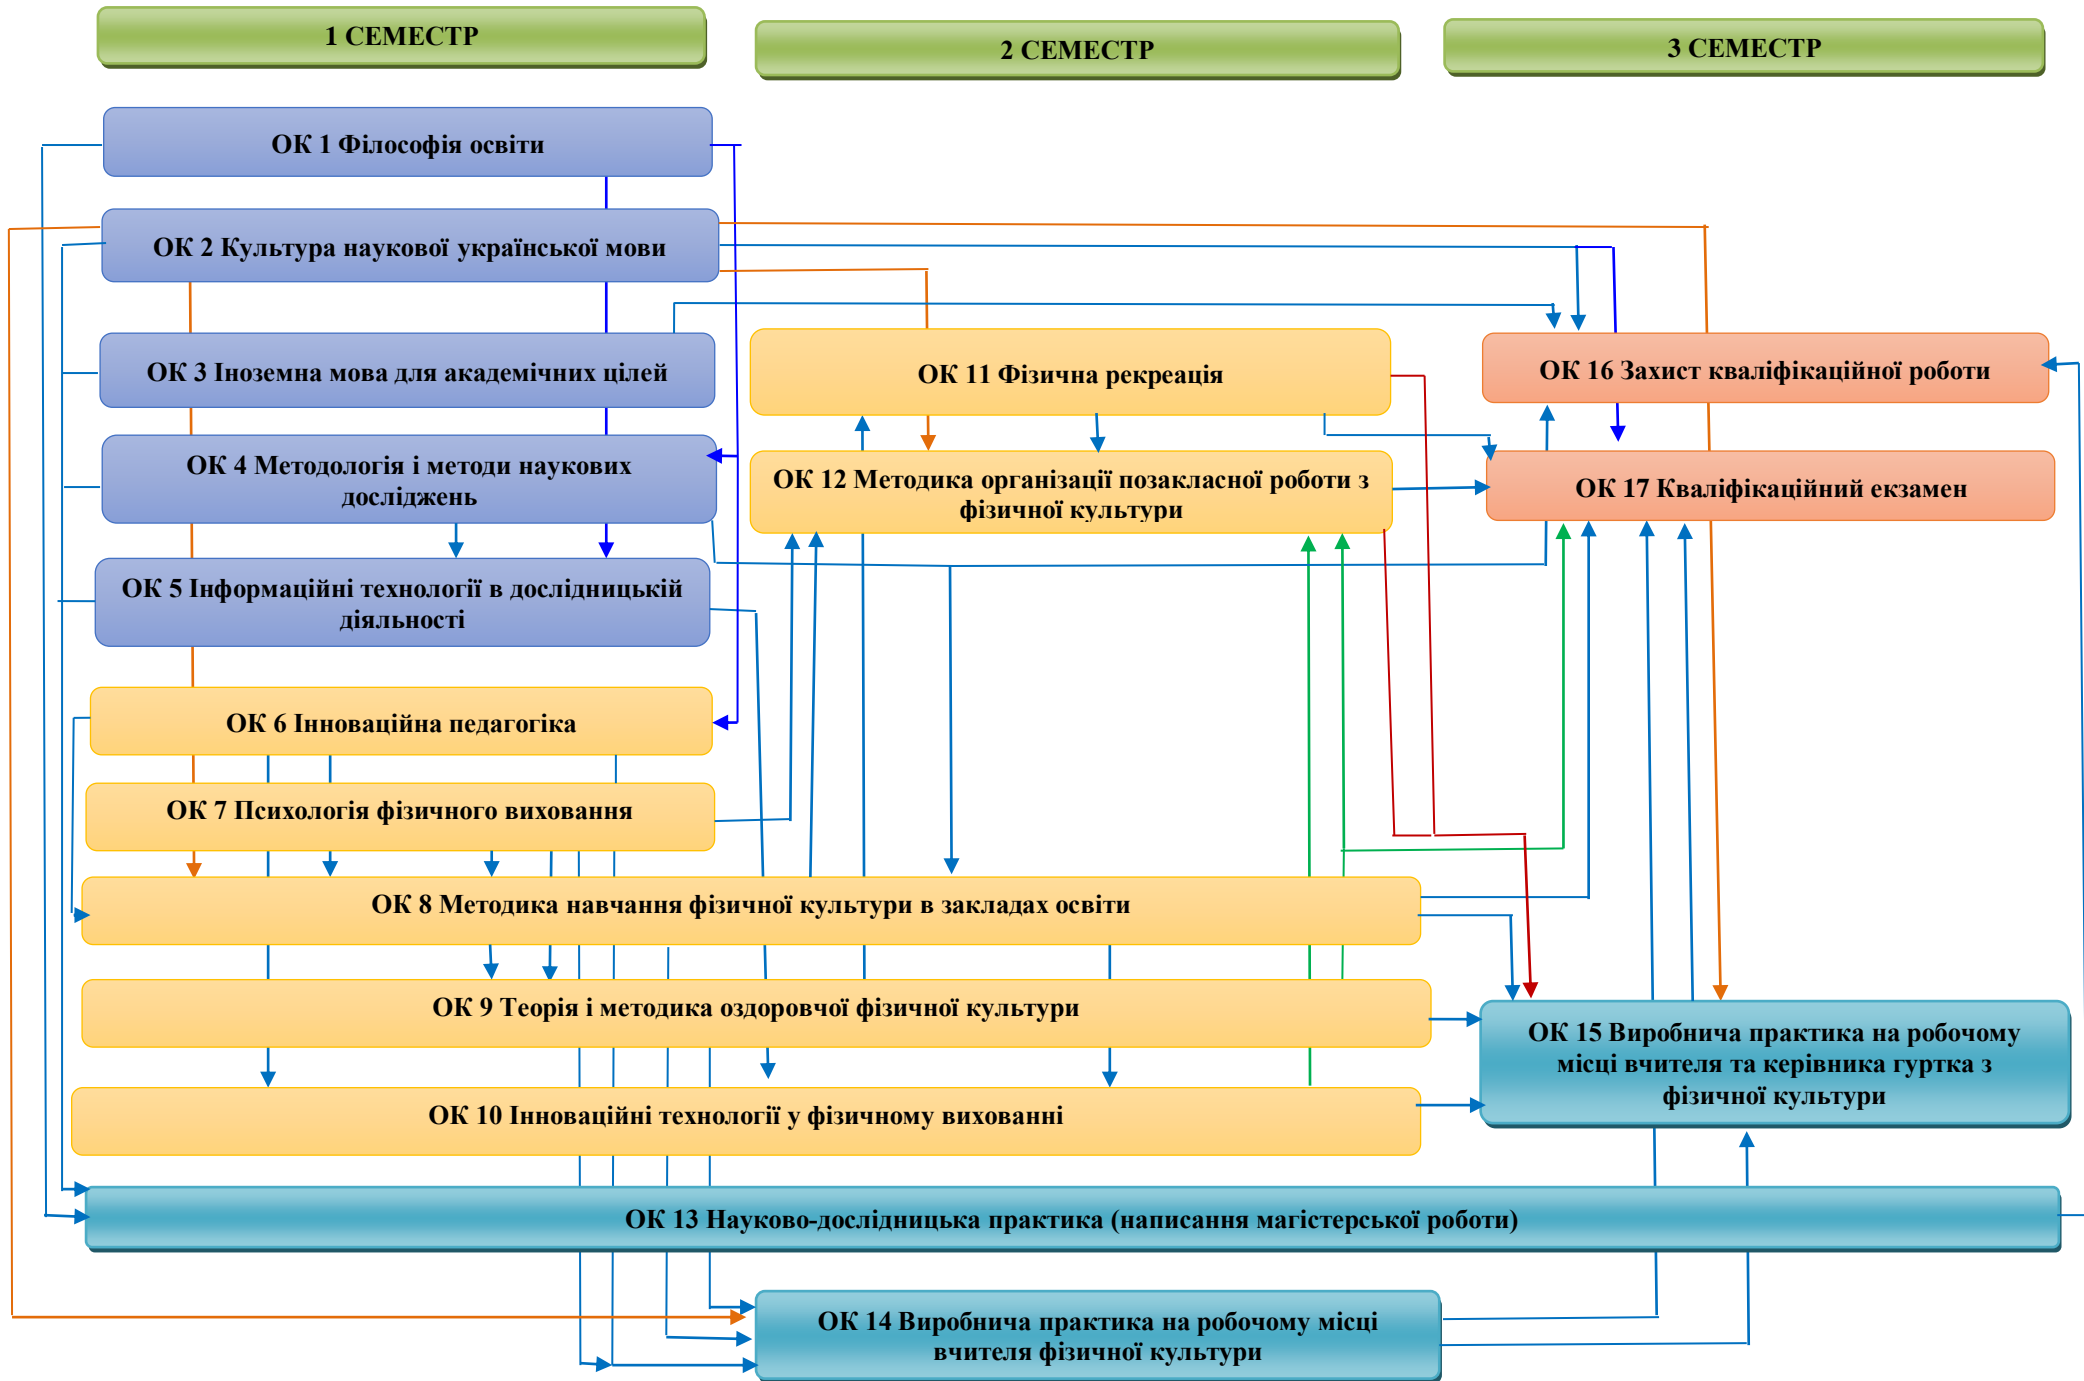 1 СЕМЕСТР
2 СЕМЕСТР
3 СЕМЕСТР
ОК 1 Філософія освіти
ОК 2 Культура наукової української мови
ОК 3 Іноземна мова для академічних цілей
ОК 4 Методологія і методи наукових
досліджень
ОК 5 Інформаційні технології в дослідницькій
діяльності
ОК 6 Інноваційна педагогіка
ОК 7 Психологія фізичного виховання
ОК 8 Методика навчання фізичної культури в закладах освіти
ОК 9 Теорія і методика оздоровчої фізичної культури
ОК 10 Інноваційні технології у фізичному вихованні
ОК 11 Фізична рекреація
ОК 12 Методика організації позакласної роботи з
фізичної культури
ОК 16 Захист кваліфікаційної роботи
ОК 17 Кваліфікаційний екзамен
ОК 15 Виробнича практика на робочому
місці вчителя та керівника гуртка з
фізичної культури
ОК 13 Науково-дослідницька практика (написання магістерської роботи)
ОК 14 Виробнича практика на робочому місці
вчителя фізичної культури